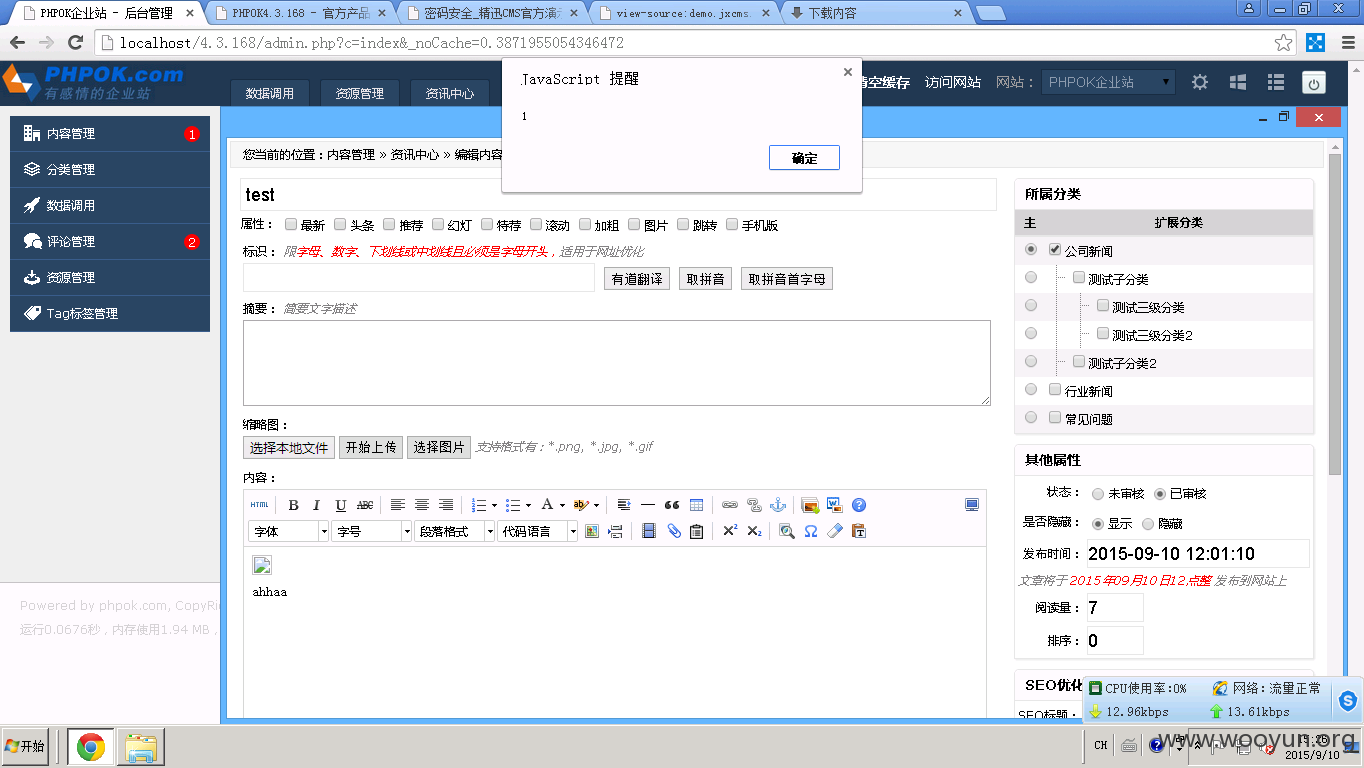 PHPOK企业站 - 后台管理
PHPOK4.3.168 - 官方产品
密码安全_精迅CMS官方演示
view-source:demo.jxcms.
下载内容
localhost/4.3.168/admin.php?c=index&_noCache=0.3871955054346472
PHPOK.com
有感情的企业站
数据调用
资源管理
资讯中心
清空缓存
访问网站
网站：
PHPOK企业站
JavaScript 提醒
1
确定
内容管理 1
分类管理
数据调用
评论管理 2
资源管理
Tag标签管理
Powered by phpok.com, CopyRi
运行0.0676秒，内存使用1.94 MB，
您当前的位置：内容管理 » 资讯中心 » 编辑内容
test
属性： 最新 头条 推荐 幻灯 特荐 滚动 加粗 图片 跳转 手机版
标识： 限字母、数字、下划线或中划线且必须是字母开头，适用于网址优化
有道翻译 取拼音 取拼音首字母
摘要： 简要文字描述
缩略图：
选择本地文件 开始上传 选择图片 支持格式有：*.png, *.jpg, *.gif
内容：
HTML B I U ABC
字体 字号 段落格式 代码语言
ahhaa
所属分类
主 扩展分类
公司新闻
测试子分类
测试三级分类
测试三级分类2
测试子分类2
行业新闻
常见问题
其他属性
状态： 未审核 已审核
是否隐藏： 显示 隐藏
发布时间： 2015-09-10 12:01:10
文章将于 2015年09月10日12点整 发布到网站上
阅读量： 7
排序： 0
SEO优化
SEO标题：
CPU使用率:0% 网络：流量正常
12.96kbps 13.61kbps
开始
CH
15:26
2015/9/10
www.wooyun.org